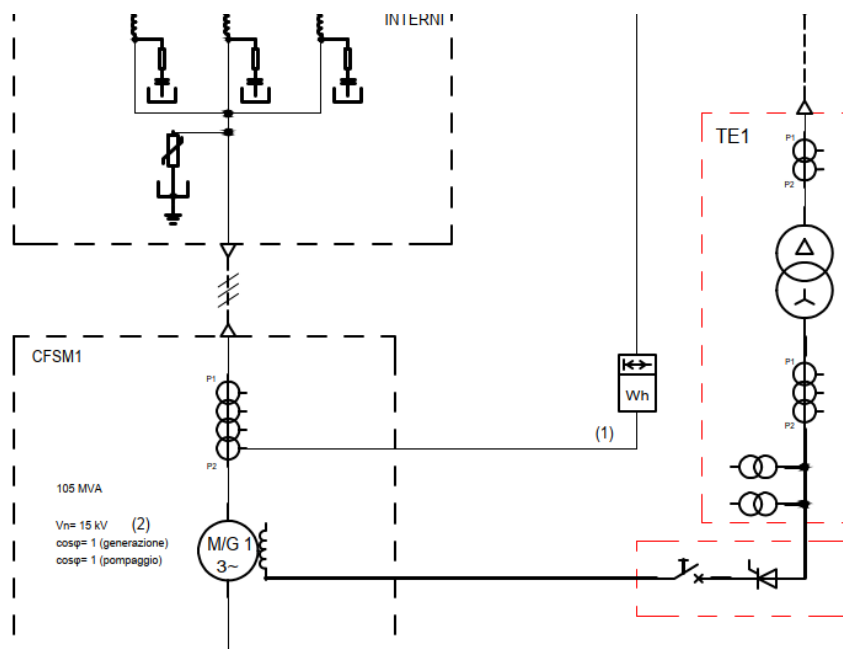 INTERNI
TE1
P1
P2
CFSM1
P1
P2
Wh
(1)
P1
P2
105 MVA
Vn= 15 kV (2)
cosφ= 1 (generazione)
cosφ= 1 (pompaggio)
M/G 1
3~